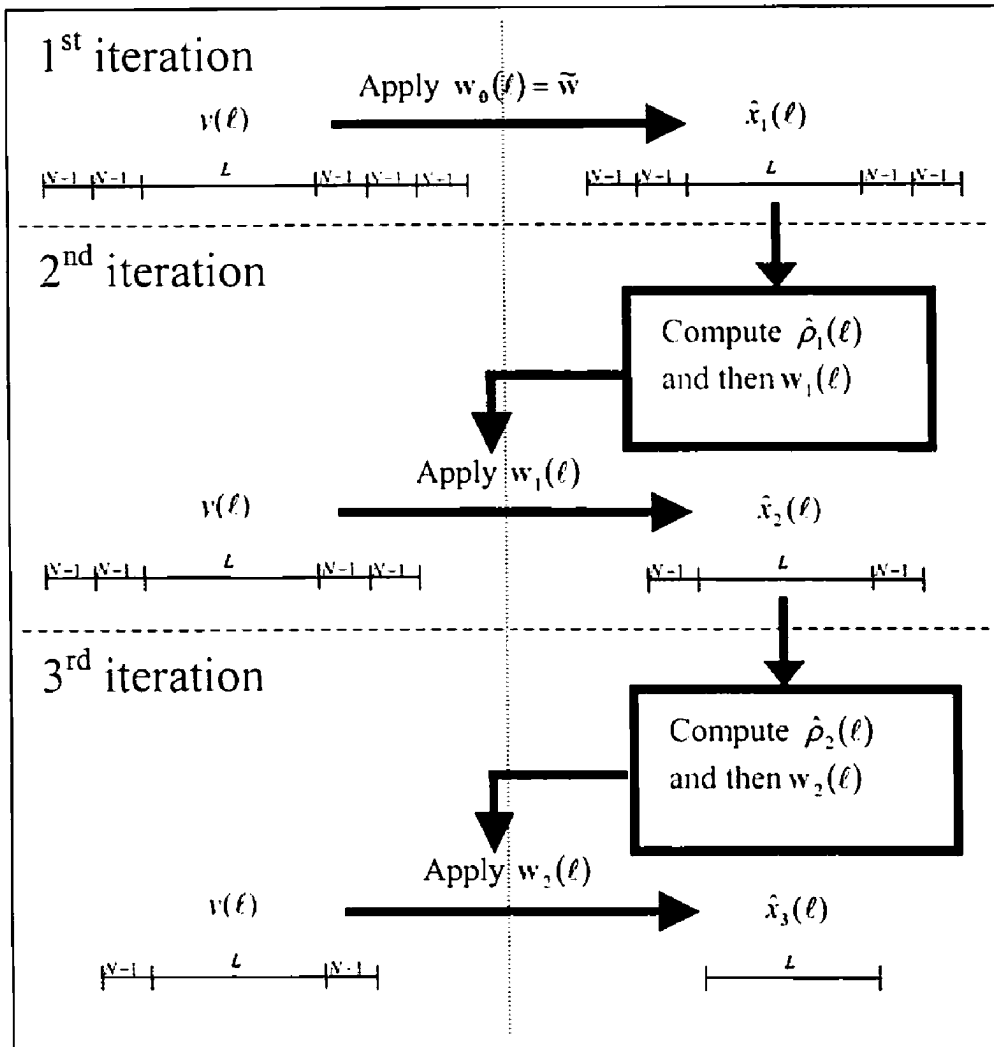 1st iteration
Apply w₀(ℓ) = w̃
v(ℓ) x̂₁(ℓ)
N−1 N−1 L N−1 N−1 N−1 N−1 N−1 L N−1 N−1
2nd iteration
Compute ρ̂₁(ℓ)
and then w₁(ℓ)
Apply w₁(ℓ)
v(ℓ) x̂₂(ℓ)
N−1 N−1 L N−1 N−1 N−1 L N−1
3rd iteration
Compute ρ̂₂(ℓ)
and then w₂(ℓ)
Apply w₂(ℓ)
v(ℓ) x̂₃(ℓ)
N−1 L N−1 L